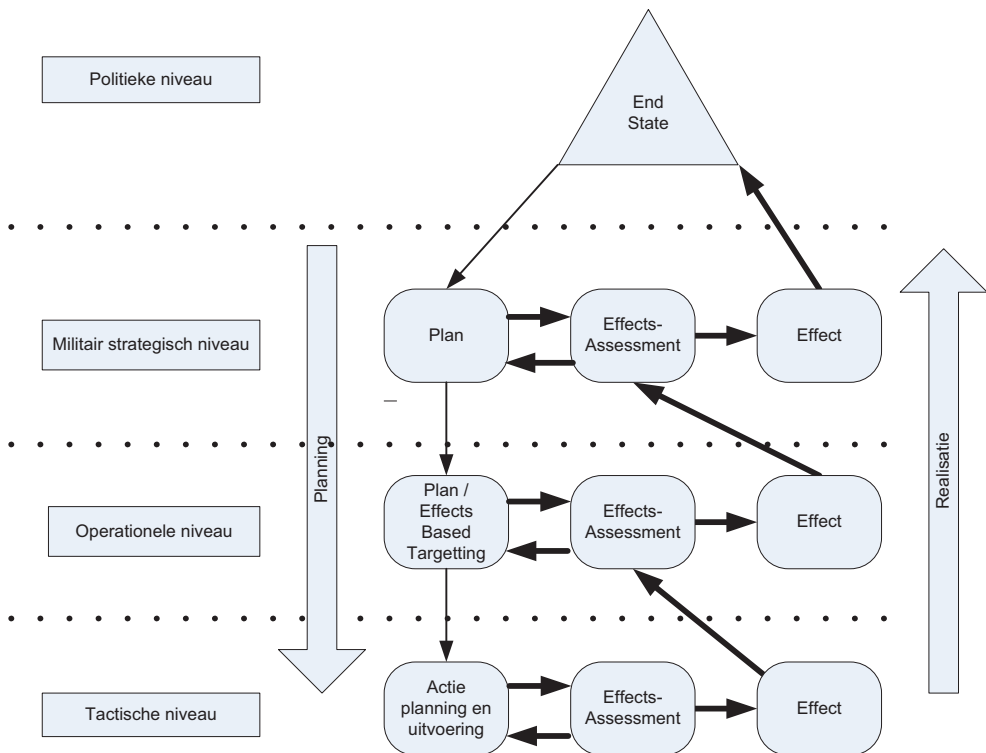 Politieke niveau
End
State
Militair strategisch niveau
Plan
Effects-
Assessment
Effect
Planning
Realisatie
Operationele niveau
Plan /
Effects
Based
Targetting
Effects-
Assessment
Effect
Tactische niveau
Actie
planning en
uitvoering
Effects-
Assessment
Effect